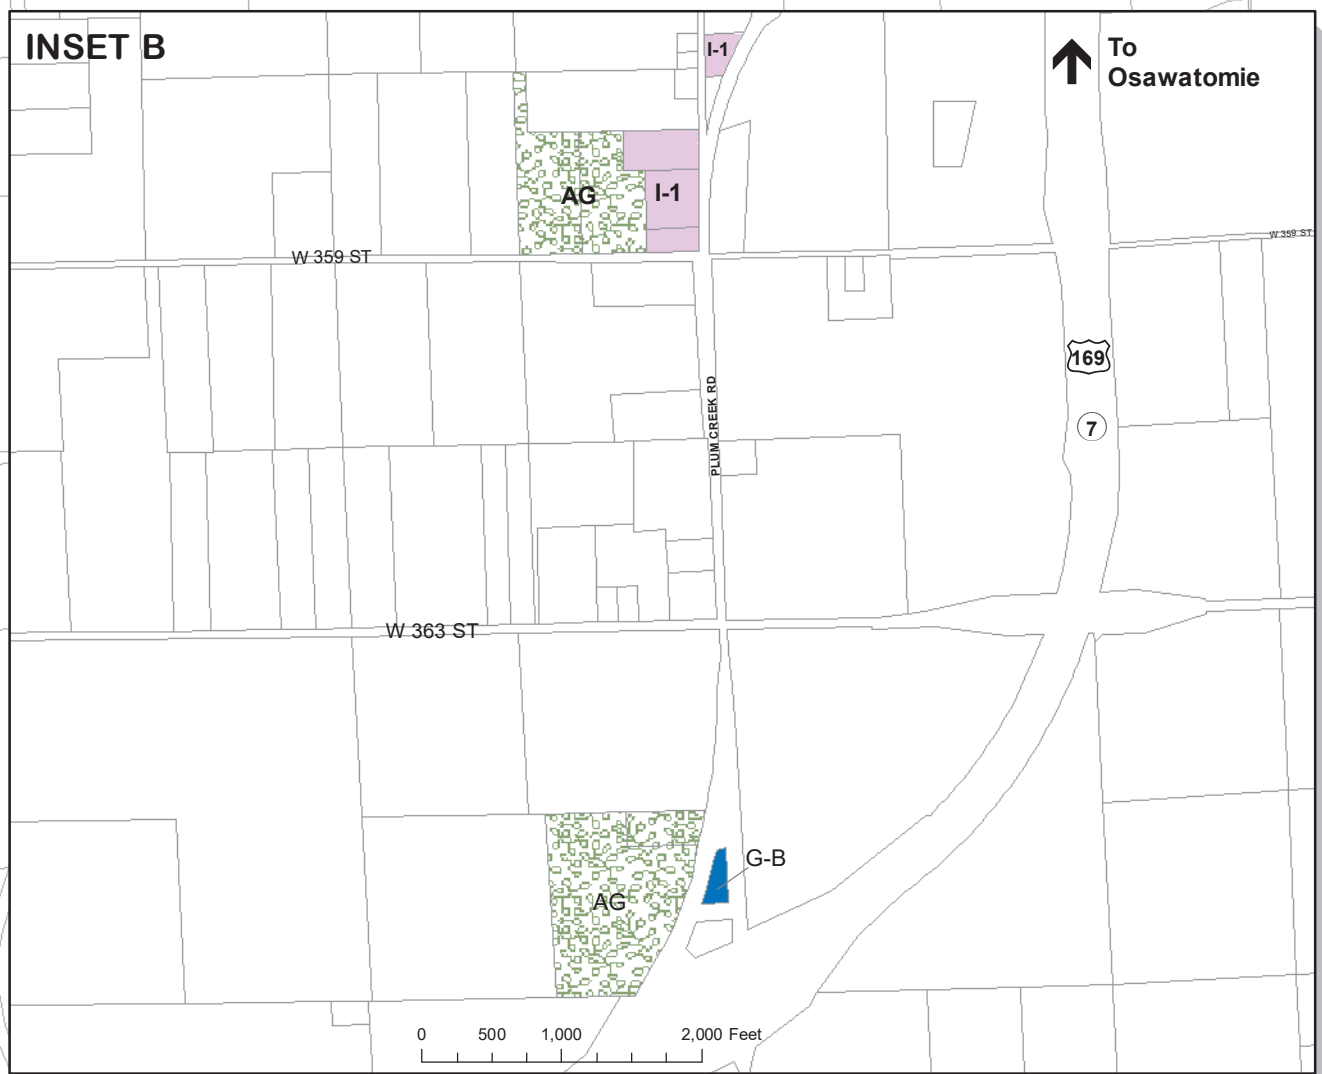 INSET B
I-1
To
Osawatomie
AG
I-1
W 359 ST
W 359 ST
169
7
PLUM CREEK RD
W 363 ST
G-B
AG
0 500 1,000 2,000 Feet